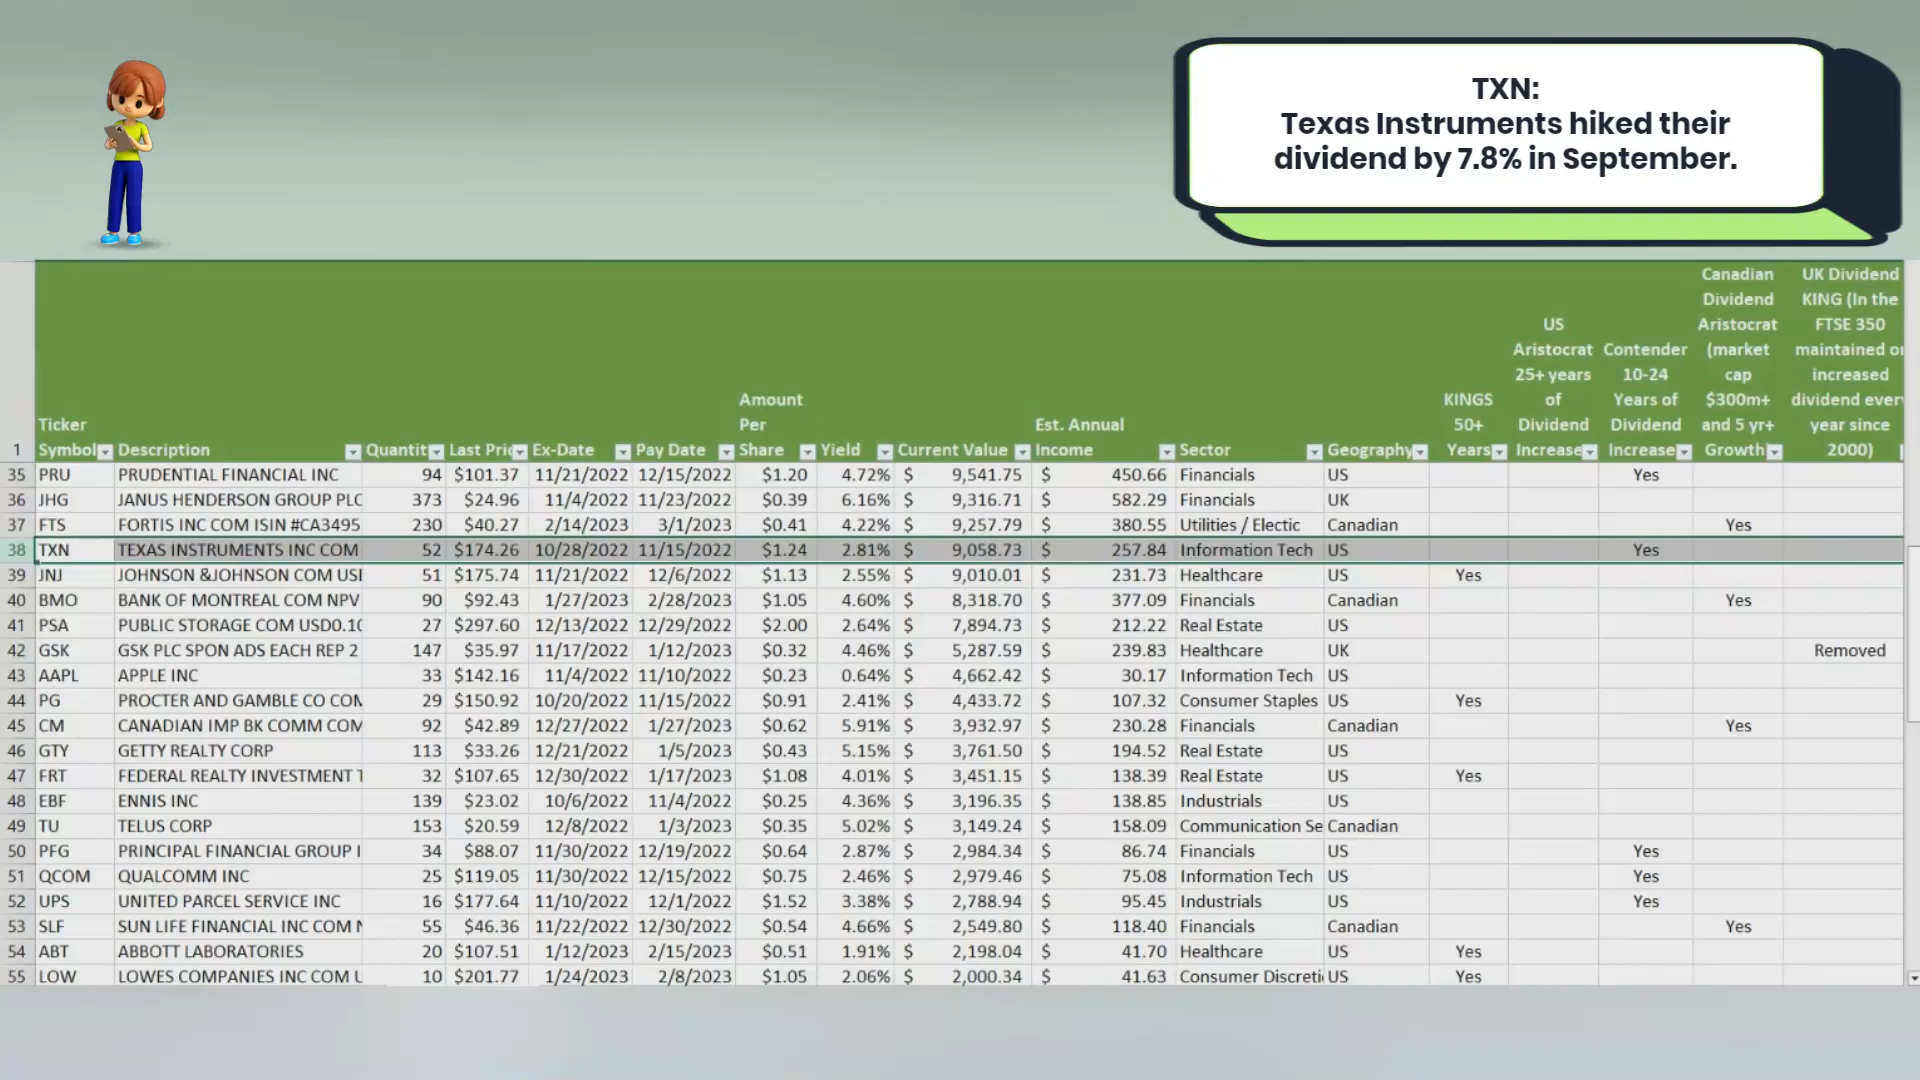 TXN:
Texas Instruments hiked their
dividend by 7.8% in September.
1 Ticker Symbol Description Quantit Last Pric Ex-Date Pay Date Amount Per Share Yield Current Value Est. Annual Income Sector Geography KINGS 50+ Years US Aristocrat 25+ years of Dividend Increase Contender 10-24 Years of Dividend Increase Canadian Dividend Aristocrat (market cap $300m+ and 5 yr+ Growth) UK Dividend KING (In the FTSE 350 maintained or increased dividend every year since 2000)
35 PRU PRUDENTIAL FINANCIAL INC 94 $101.37 11/21/2022 12/15/2022 $1.20 4.72% $ 9,541.75 $ 450.66 Financials US Yes
36 JHG JANUS HENDERSON GROUP PLC 373 $24.96 11/4/2022 11/23/2022 $0.39 6.16% $ 9,316.71 $ 582.29 Financials UK
37 FTS FORTIS INC COM ISIN #CA3495 230 $40.27 2/14/2023 3/1/2023 $0.41 4.22% $ 9,257.79 $ 380.55 Utilities / Electic Canadian Yes
38 TXN TEXAS INSTRUMENTS INC COM 52 $174.26 10/28/2022 11/15/2022 $1.24 2.81% $ 9,058.73 $ 257.84 Information Tech US Yes
39 JNJ JOHNSON &JOHNSON COM USI 51 $175.74 11/21/2022 12/6/2022 $1.13 2.55% $ 9,010.01 $ 231.73 Healthcare US Yes
40 BMO BANK OF MONTREAL COM NPV 90 $92.43 1/27/2023 2/28/2023 $1.05 4.60% $ 8,318.70 $ 377.09 Financials Canadian Yes
41 PSA PUBLIC STORAGE COM USD0.10 27 $297.60 12/13/2022 12/29/2022 $2.00 2.64% $ 7,894.73 $ 212.22 Real Estate US
42 GSK GSK PLC SPON ADS EACH REP 2 147 $35.97 11/17/2022 1/12/2023 $0.32 4.46% $ 5,287.59 $ 239.83 Healthcare UK Removed
43 AAPL APPLE INC 33 $142.16 11/4/2022 11/10/2022 $0.23 0.64% $ 4,662.42 $ 30.17 Information Tech US
44 PG PROCTER AND GAMBLE CO COM 29 $150.92 10/20/2022 11/15/2022 $0.91 2.41% $ 4,433.72 $ 107.32 Consumer Staples US Yes
45 CM CANADIAN IMP BK COMM COM 92 $42.89 12/27/2022 1/27/2023 $0.62 5.91% $ 3,932.97 $ 230.28 Financials Canadian Yes
46 GTY GETTY REALTY CORP 113 $33.26 12/21/2022 1/5/2023 $0.43 5.15% $ 3,761.50 $ 194.52 Real Estate US
47 FRT FEDERAL REALTY INVESTMENT T 32 $107.65 12/30/2022 1/17/2023 $1.08 4.01% $ 3,451.15 $ 138.39 Real Estate US Yes
48 EBF ENNIS INC 139 $23.02 10/6/2022 11/4/2022 $0.25 4.36% $ 3,196.35 $ 138.85 Industrials US
49 TU TELUS CORP 153 $20.59 12/8/2022 1/3/2023 $0.35 5.02% $ 3,149.24 $ 158.09 Communication Se Canadian
50 PFG PRINCIPAL FINANCIAL GROUP I 34 $88.07 11/30/2022 12/19/2022 $0.64 2.87% $ 2,984.34 $ 86.74 Financials US Yes
51 QCOM QUALCOMM INC 25 $119.05 11/30/2022 12/15/2022 $0.75 2.46% $ 2,979.46 $ 75.08 Information Tech US Yes
52 UPS UNITED PARCEL SERVICE INC 16 $177.64 11/10/2022 12/1/2022 $1.52 3.38% $ 2,788.94 $ 95.45 Industrials US Yes
53 SLF SUN LIFE FINANCIAL INC COM N 55 $46.36 11/22/2022 12/30/2022 $0.54 4.66% $ 2,549.80 $ 118.40 Financials Canadian Yes
54 ABT ABBOTT LABORATORIES 20 $107.51 1/12/2023 2/15/2023 $0.51 1.91% $ 2,198.04 $ 41.70 Healthcare US Yes
55 LOW LOWES COMPANIES INC COM U 10 $201.77 1/24/2023 2/8/2023 $1.05 2.06% $ 2,000.34 $ 41.63 Consumer Discreti US Yes